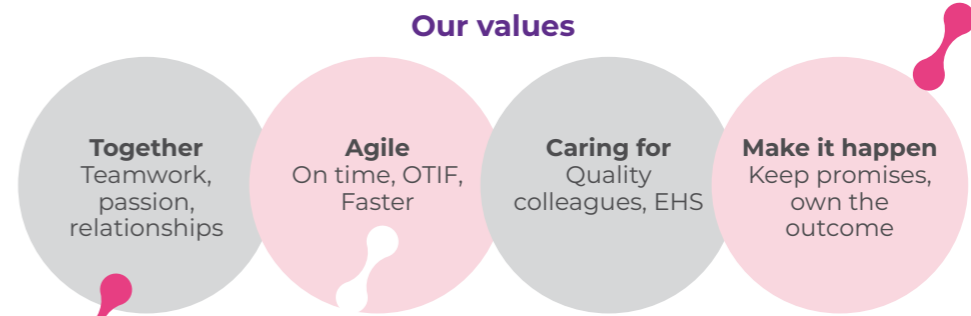 Our values
Together
Teamwork,
passion,
relationships
Agile
On time, OTIF,
Faster
Caring for
Quality
colleagues, EHS
Make it happen
Keep promises,
own the
outcome